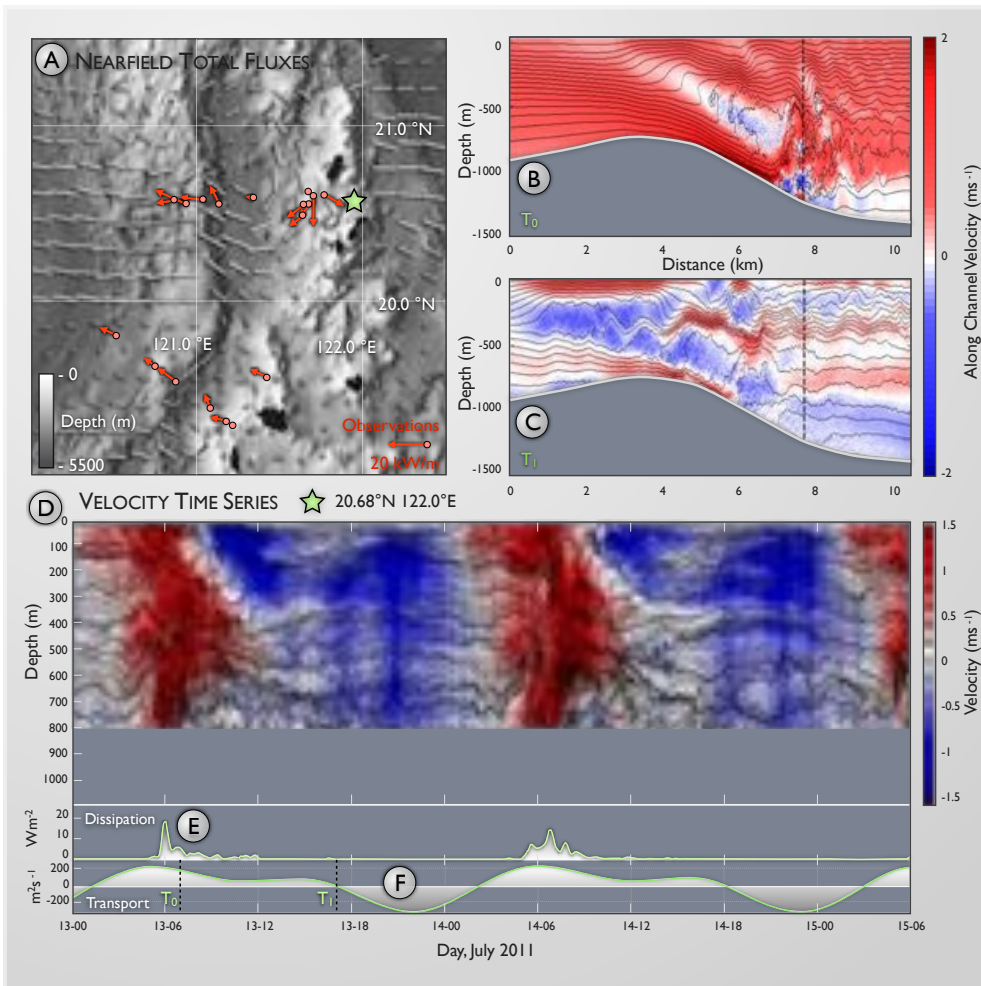 A NEARFIELD TOTAL FLUXES
21.0 °N
20.0 °N
121.0 °E
122.0 °E
- 0
Depth (m)
- 5500
Observations
20 kW/m
0
-500
-1000
-1500
Depth (m)
B
T0
0 2 4 6 8 10
Distance (km)
0
-500
-1000
-1500
Depth (m)
C
T1
0 2 4 6 8 10
2
0
-2
Along Channel Velocity (ms-1)
D VELOCITY TIME SERIES 20.68°N 122.0°E
0
100
200
300
400
500
600
700
800
900
1000
Depth (m)
1.5
1
0.5
0
-0.5
-1
-1.5
Velocity (ms-1)
Dissipation
E
20
10
0
Wm-2
F
200
0
-200
m2s-1
Transport
T0
T1
13-00 13-06 13-12 13-18 14-00 14-06 14-12 14-18 15-00 15-06
Day, July 2011